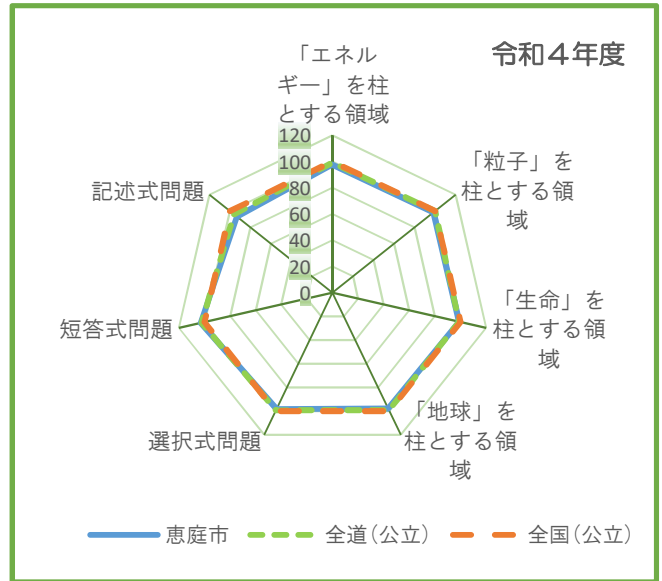 令和４年度
「エネル
ギー」を柱
とする領域
120
100
80
60
40
20
0
「粒子」を
柱とする領
域
「生命」を
柱とする領
域
「地球」を
柱とする領
域
選択式問題
短答式問題
記述式問題
恵庭市 全道(公立) 全国(公立)